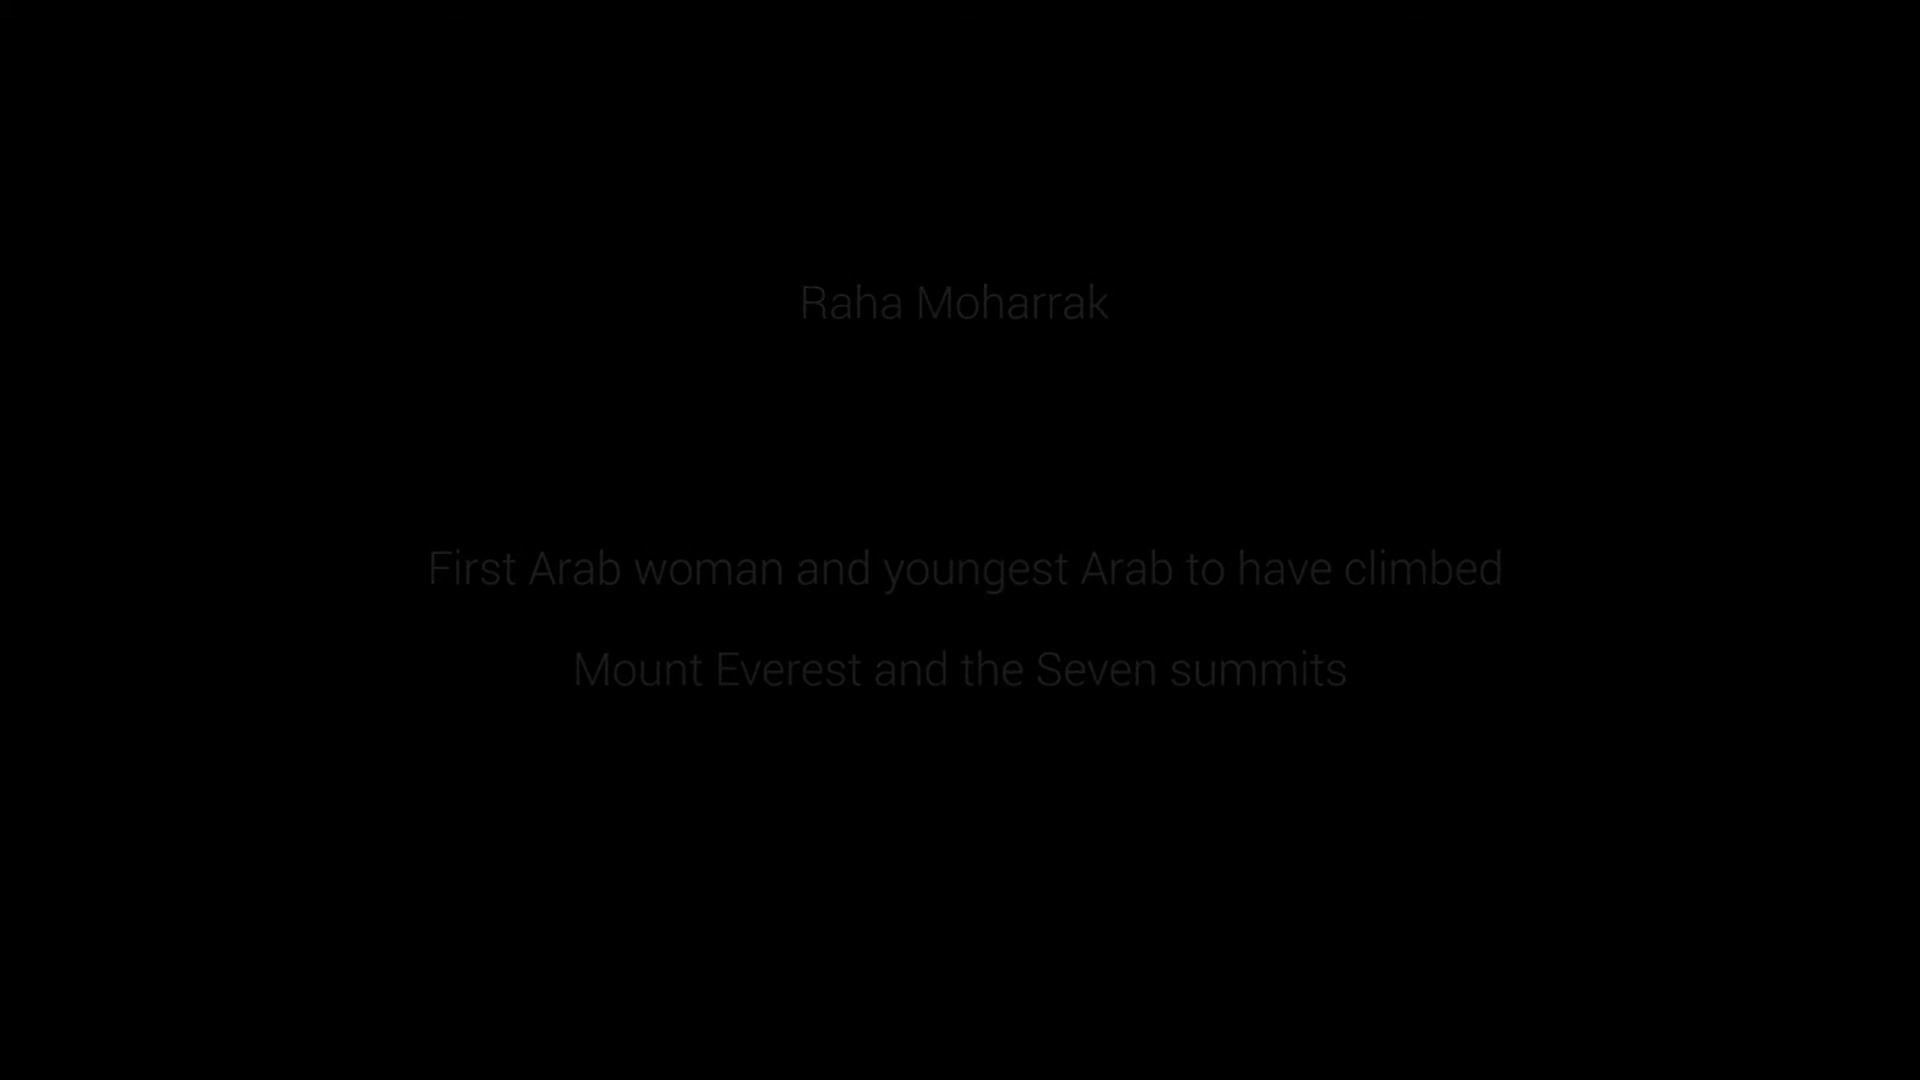 Raha Moharrak
First Arab woman and youngest Arab to have climbed
Mount Everest and the Seven summits